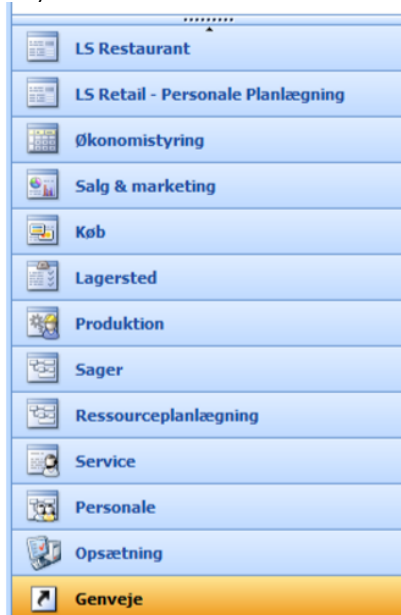 LS Restaurant
LS Retail - Personale Planlægning
Økonomistyring
Salg & marketing
Køb
Lagersted
Produktion
Sager
Ressourceplanlægning
Service
Personale
Opsætning
Genveje